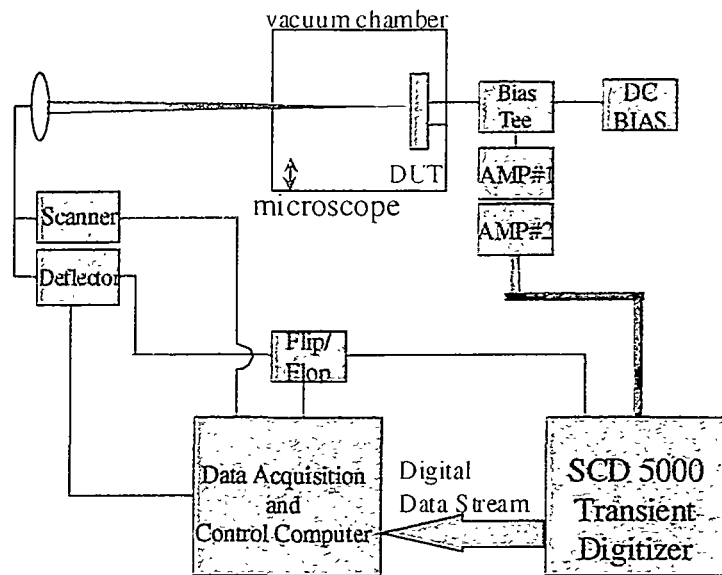 vacuum chamber
Bias
Tee
DC
BIAS
DUT
AMP#1
microscope
Scanner
AMP#2
Deflector
Flip/
Flop
Data Acquisition
and
Control Computer
Digital
Data Stream
SCD 5000
Transient
Digitizer